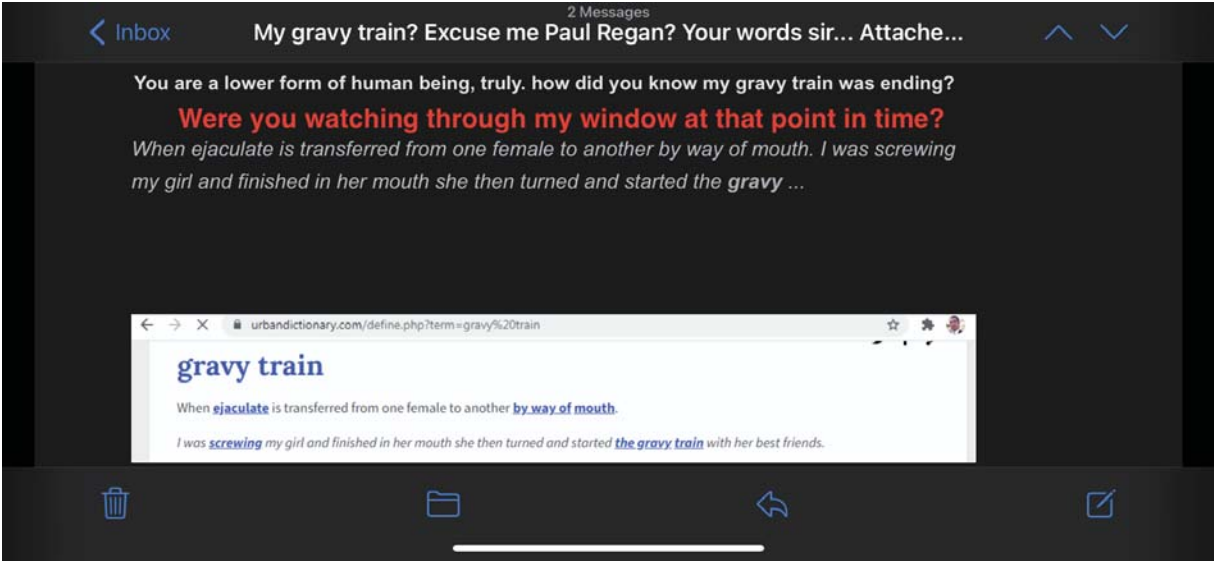 2 Messages
Inbox
My gravy train? Excuse me Paul Regan? Your words sir... Attache...
You are a lower form of human being, truly. how did you know my gravy train was ending?
Were you watching through my window at that point in time?
When ejaculate is transferred from one female to another by way of mouth. I was screwing
my girl and finished in her mouth she then turned and started the gravy ...
urbandictionary.com/define.php?term=gravy%20train
gravy train
When ejaculate is transferred from one female to another by way of mouth.
I was screwing my girl and finished in her mouth she then turned and started the gravy train with her best friends.